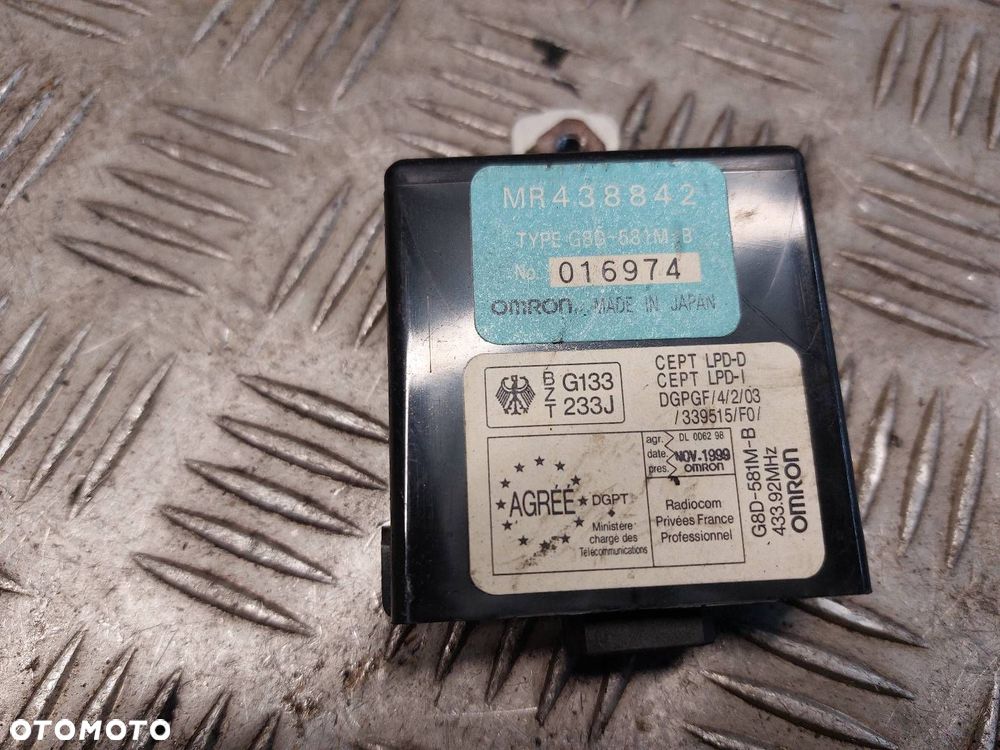 MR438842
TYPE G8D-581M-B
No. 016974
OMRON. MADE IN JAPAN
BZT G133
233J
CEPT LPD-D
CEPT LPD-I
DGPGF/4/2/03
/339515/F0/
AGRÉÉ DGPT
Ministère
chargé des
Télécommunications
agr. DL 0062 98
date. NOV.1999
pres. OMRON
Radiocom
Privées France
Professionnel
G8D-581M-B
433.92MHz
OMRON
OTOMOTO